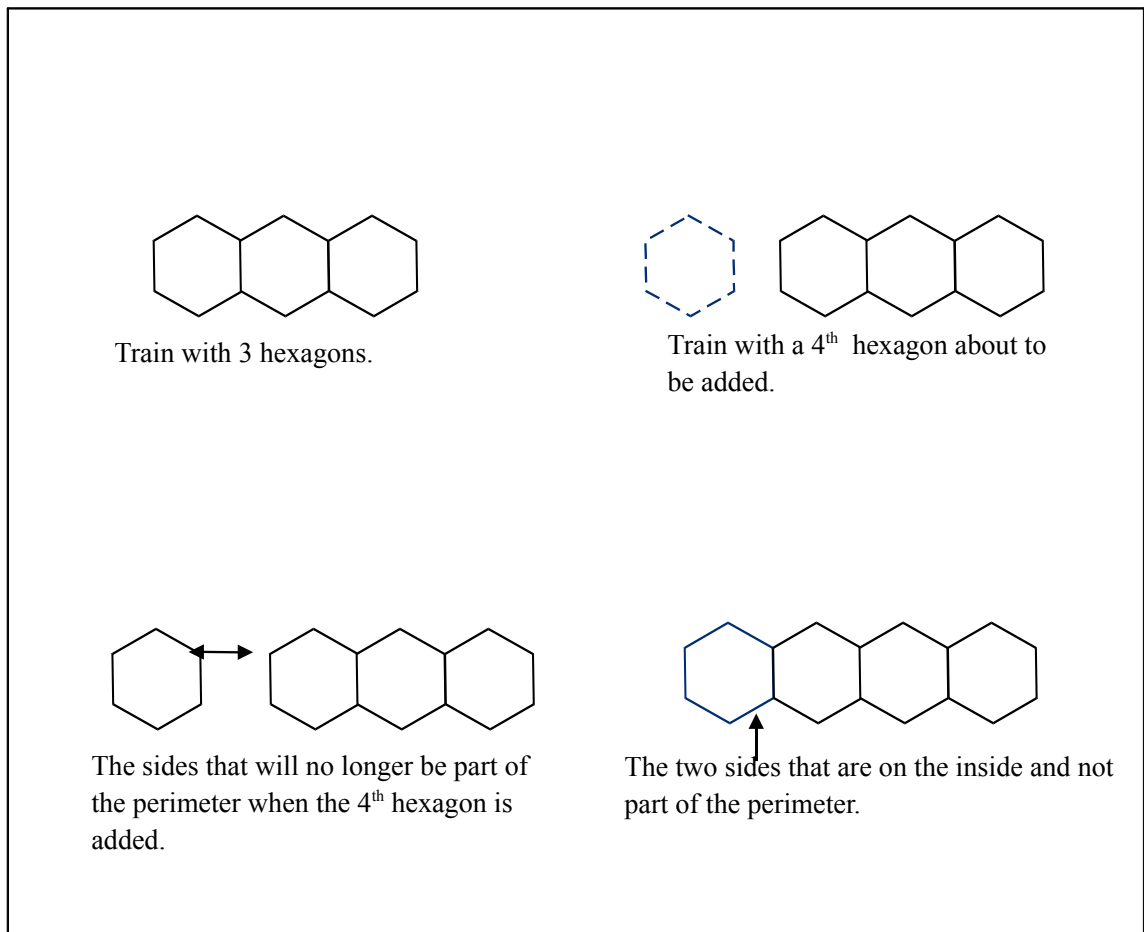 Train with 3 hexagons.
Train with a 4th hexagon about to
be added.
The sides that will no longer be part of
the perimeter when the 4th hexagon is
added.
The two sides that are on the inside and not
part of the perimeter.